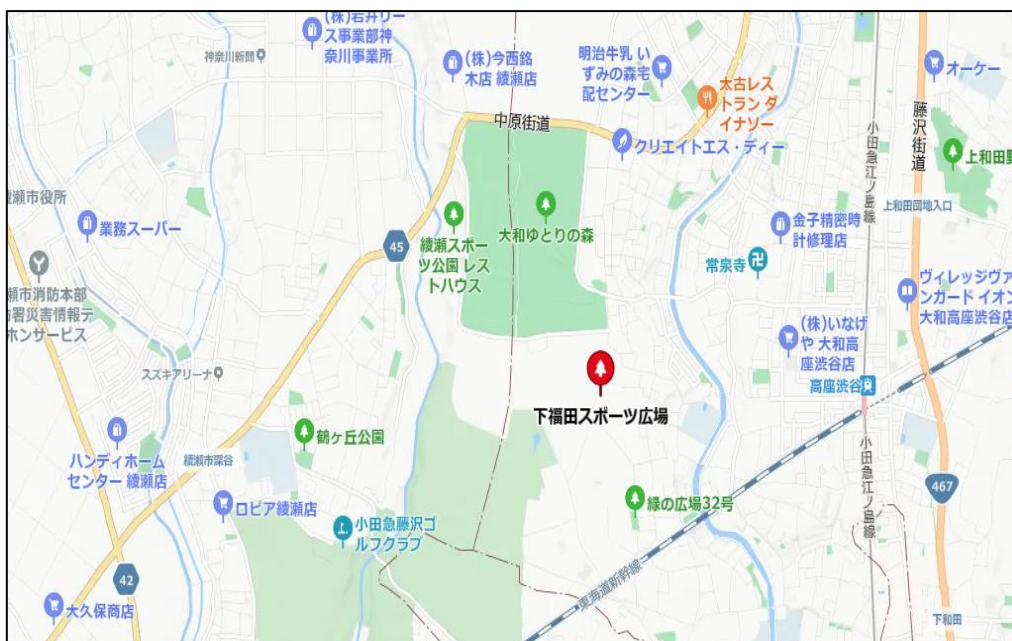 (株)岩井リー
ス事業部神
奈川事業所
神奈川新聞
(株)今西銘
木店 綾瀬店
明治牛乳 い
ずみの森宅
配センター
太古レス
トラン ダ
イナソー
オーケー
中原街道
クリエイトエス・ディー
小田急江ノ島線
藤沢街道
上和田野
綾瀬市役所
業務スーパー
45
綾瀬スポー
ツ公園 レス
トハウス
大和ゆとりの森
上和田団地入口
金子精密時
計修理店
常泉寺
瀬市消防本部
署災害情報テ
ホンサービス
ヴィレッジヴァ
ンガード イオン
大和高座渋谷店
(株)いなげ
や 大和高
座渋谷店
高座渋谷
スズキアリーナ
下福田スポーツ広場
鶴ヶ丘公園
ハンディホーム
センター 綾瀬店
綾瀬市深谷
ロピア綾瀬店
小田急藤沢ゴ
ルフクラブ
緑の広場32号
小田急江ノ島線
467
東海道新幹線
42
大久保商店
下和田